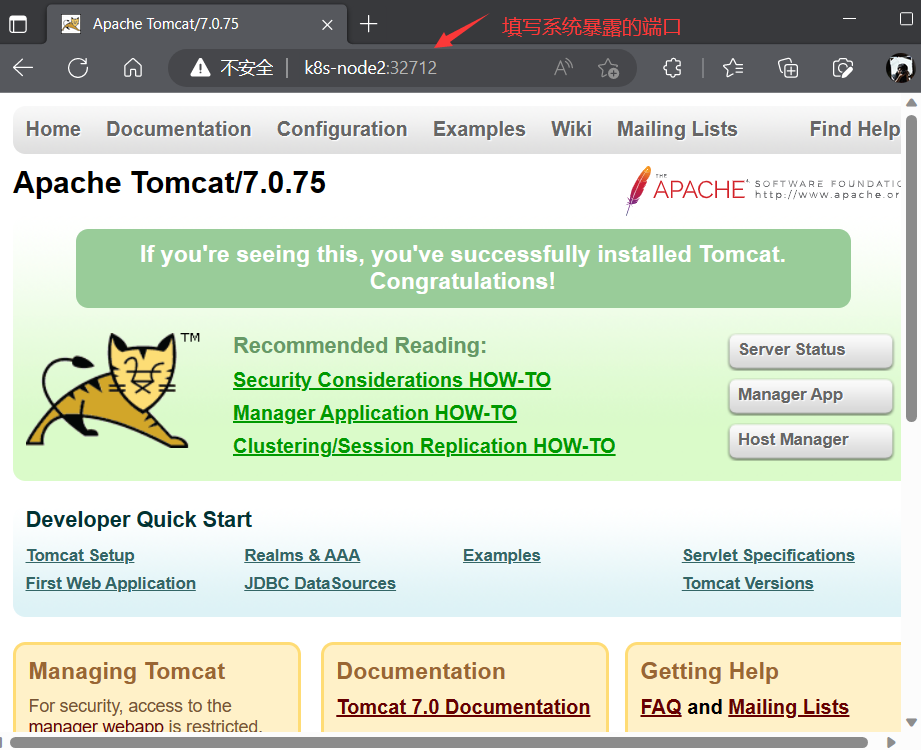 Apache Tomcat/7.0.75
填写系统暴露的端口
不安全 k8s-node2:32712
Home Documentation Configuration Examples Wiki Mailing Lists Find Help
Apache Tomcat/7.0.75
THE APACHE SOFTWARE FOUNDATIO
http://www.apache.or
If you're seeing this, you've successfully installed Tomcat.
Congratulations!
TM
Recommended Reading:
Security Considerations HOW-TO
Manager Application HOW-TO
Clustering/Session Replication HOW-TO
Server Status
Manager App
Host Manager
Developer Quick Start
Tomcat Setup
First Web Application
Realms & AAA
JDBC DataSources
Examples
Servlet Specifications
Tomcat Versions
Managing Tomcat
For security, access to the
manager webapp is restricted.
Documentation
Tomcat 7.0 Documentation
Getting Help
FAQ and Mailing Lists